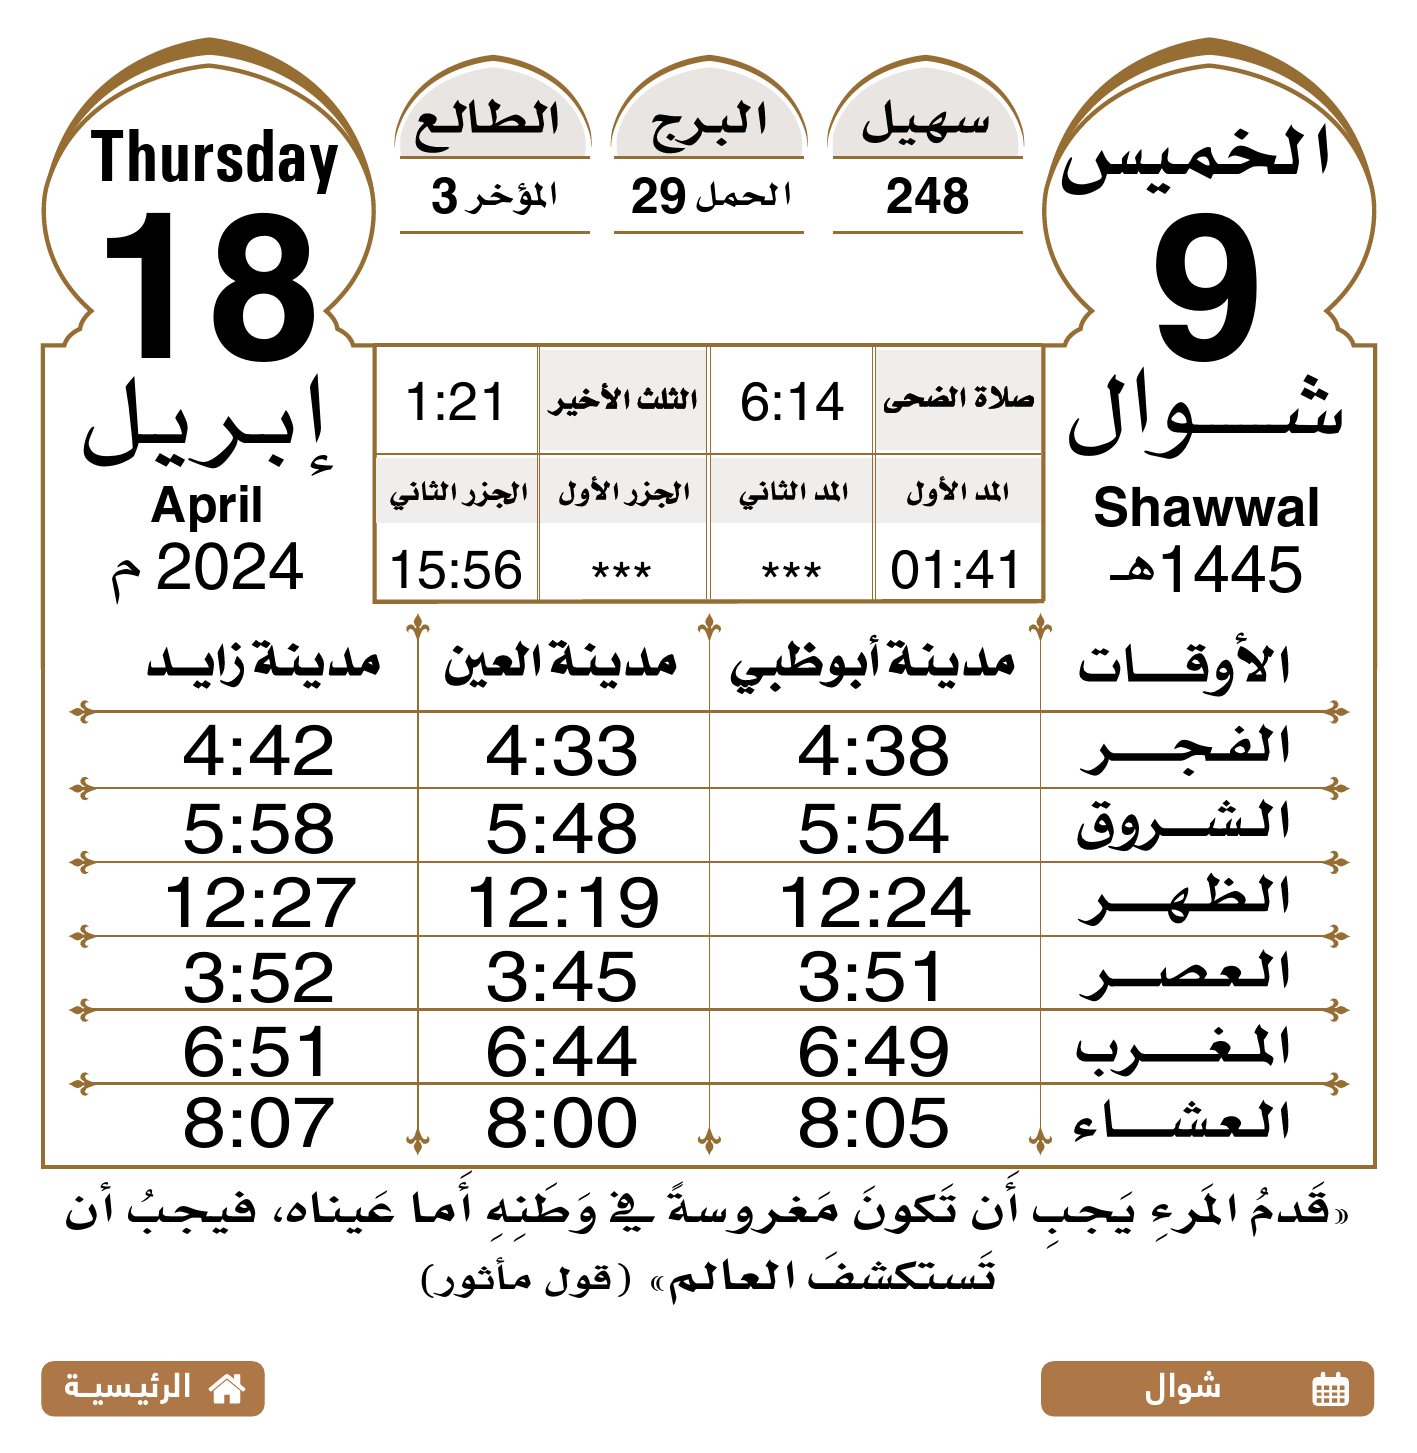 الخميس
9
شـــوال
Shawwal
1445هـ
سهيل
248
البرج
الحمل 29
الطالع
المؤخر 3
Thursday
18
إبريل
April
2024 م
صلاة الضحى 6:14 الثلث الأخير 1:21
المد الأول المد الثاني الجزر الأول الجزر الثاني
01:41 *** *** 15:56
الأوقـــات مدينة أبوظبي مدينة العين مدينة زايـد
الفجـــر 4:38 4:33 4:42
الشـــروق 5:54 5:48 5:58
الظهـــر 12:24 12:19 12:27
العصـــر 3:51 3:45 3:52
المغـــرب 6:49 6:44 6:51
العشـــاء 8:05 8:00 8:07
«قَدمُ المَرءِ يَجبِ أَن تَكونَ مَغروسةً في وَطَنِهِ أَما عَيناه، فيجبُ أن
تَستكشفَ العالم» (قول مأثور)
شوال
الرئيسيـة